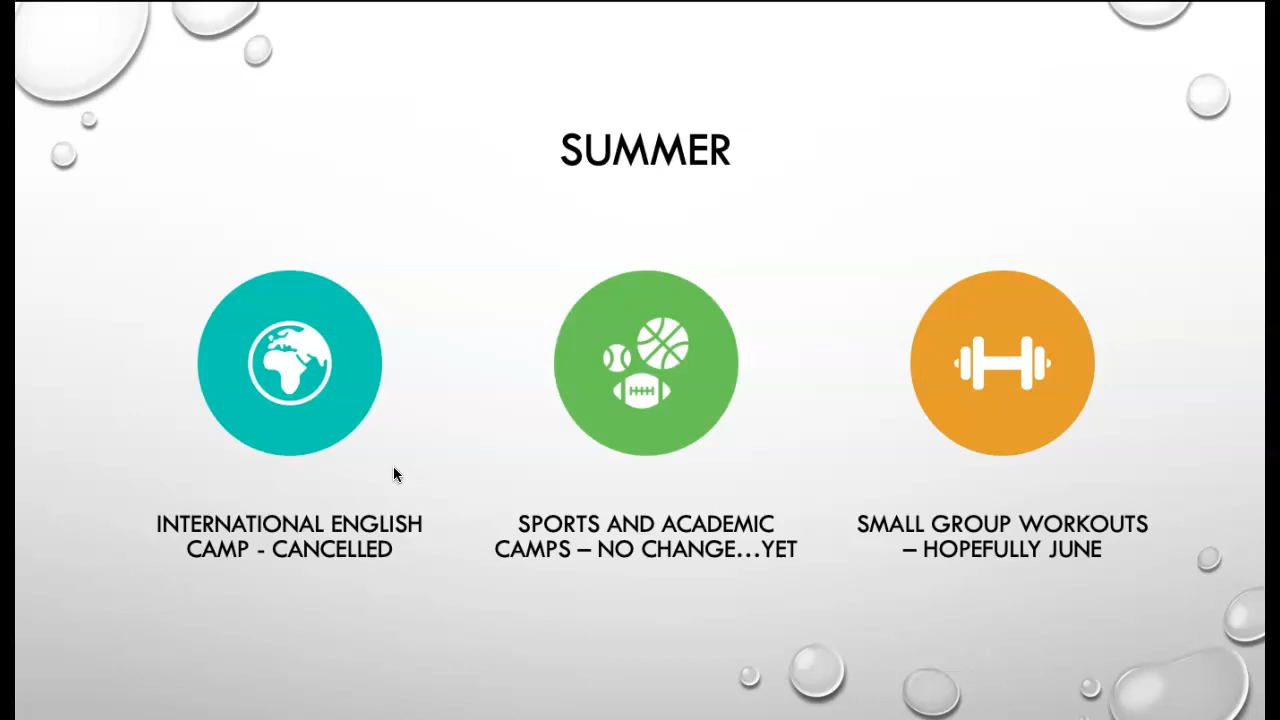 SUMMER
INTERNATIONAL ENGLISH
CAMP - CANCELLED
SPORTS AND ACADEMIC
CAMPS – NO CHANGE...YET
SMALL GROUP WORKOUTS
– HOPEFULLY JUNE